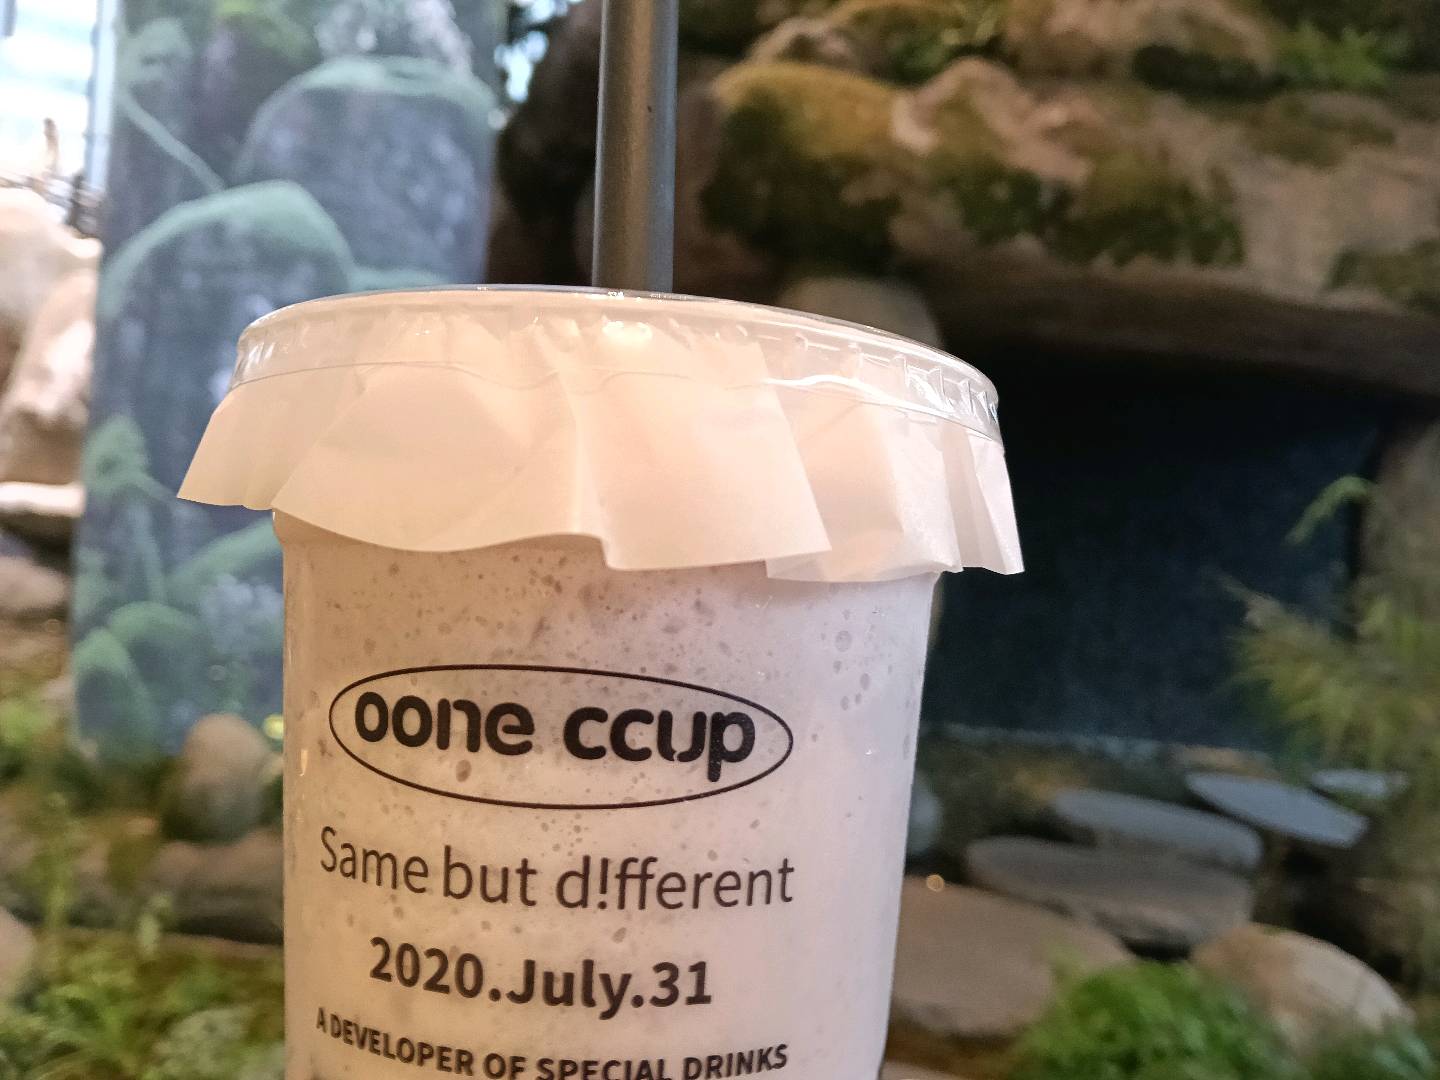 oone ccup
Same but d!fferent
2020.July.31
A DEVELOPER OF SPECIAL DRINKS